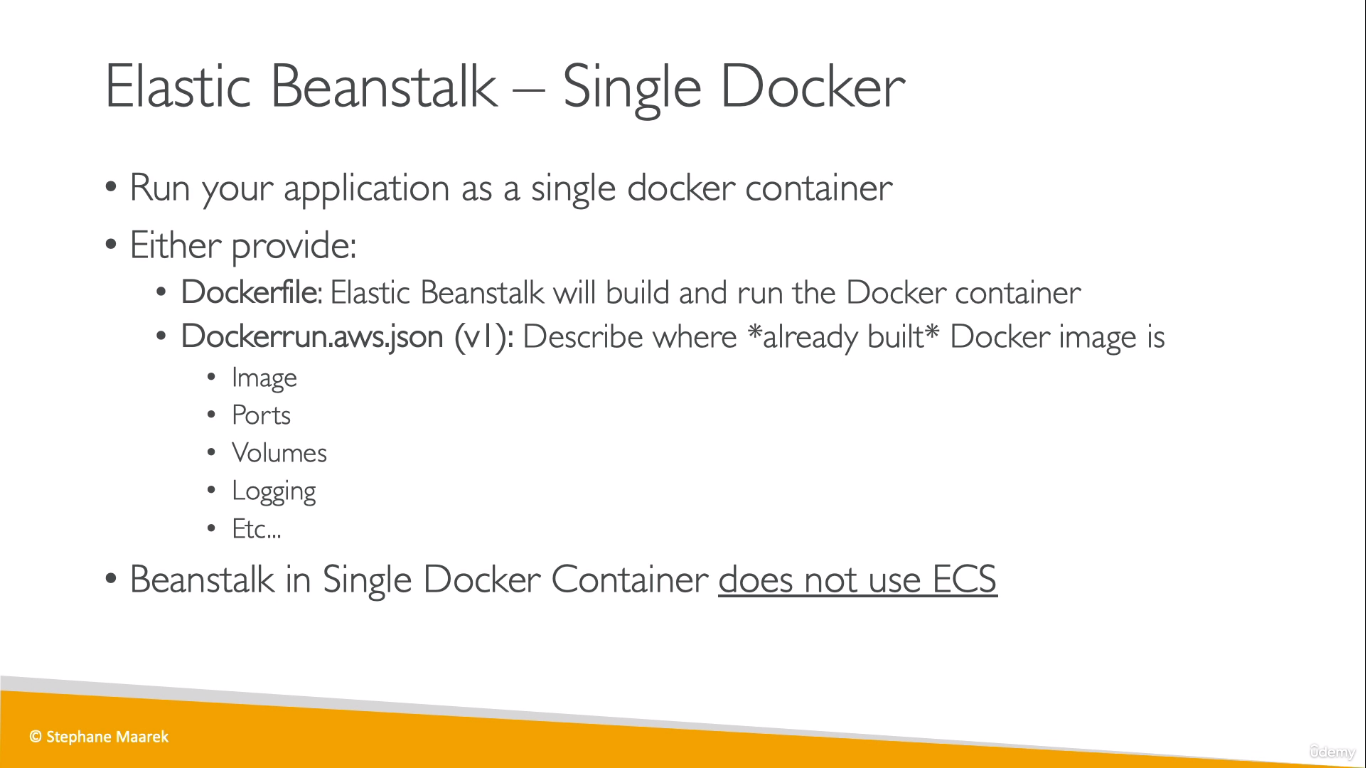 Elastic Beanstalk – Single Docker
• Run your application as a single docker container
• Either provide:
• Dockerfile: Elastic Beanstalk will build and run the Docker container
• Dockerrun.aws.json (v1): Describe where *already built* Docker image is
• Image
• Ports
• Volumes
• Logging
• Etc...
• Beanstalk in Single Docker Container does not use ECS
© Stephane Maarek
ûdemy